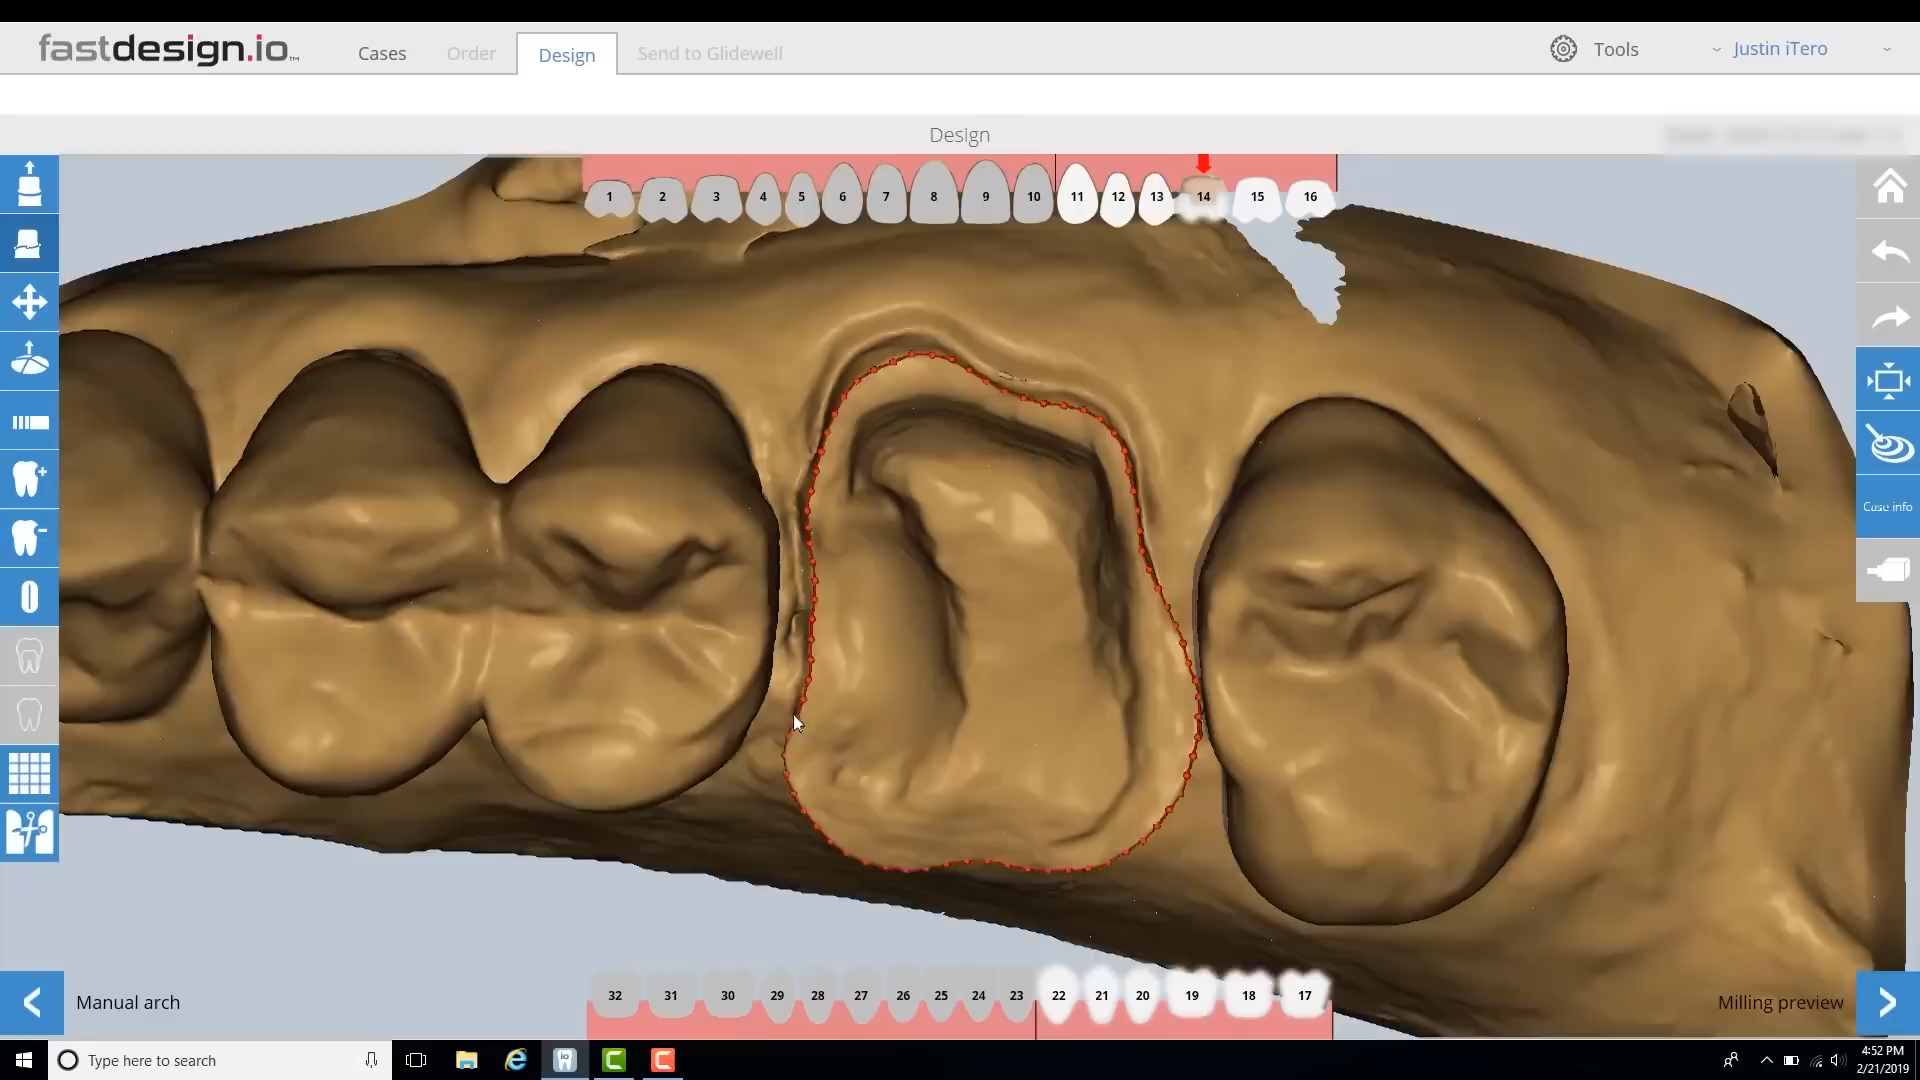 fastdesign.io™ Cases Order Design Send to Glidewell Tools Justin iTero
Design
1 2 3 4 5 6 7 8 9 10 11 12 13 14 15 16
Case info
32 31 30 29 28 27 26 25 24 23 22 21 20 19 18 17
Manual arch Milling preview
Type here to search
4:52 PM
2/21/2019